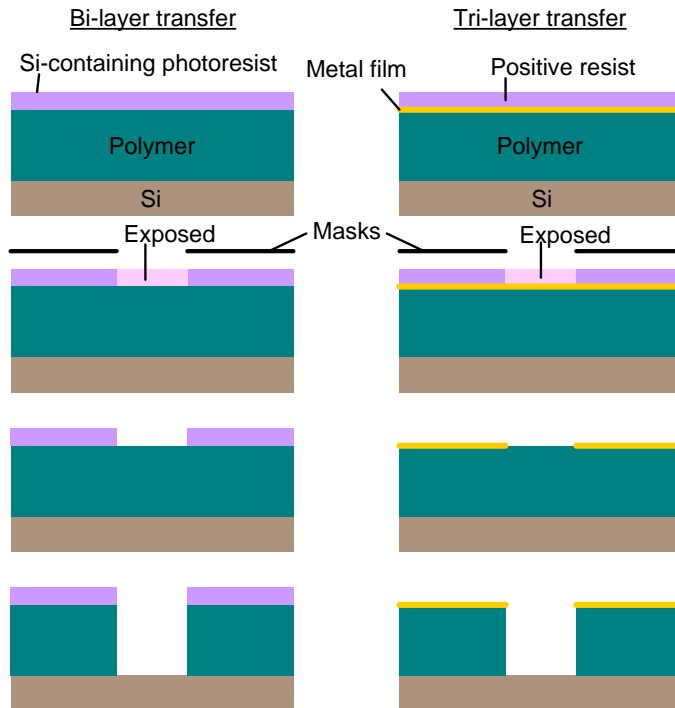 Bi-layer transfer
Si-containing photoresist
Polymer
Si
Tri-layer transfer
Metal film
Positive resist
Polymer
Si
Exposed
Masks
Exposed